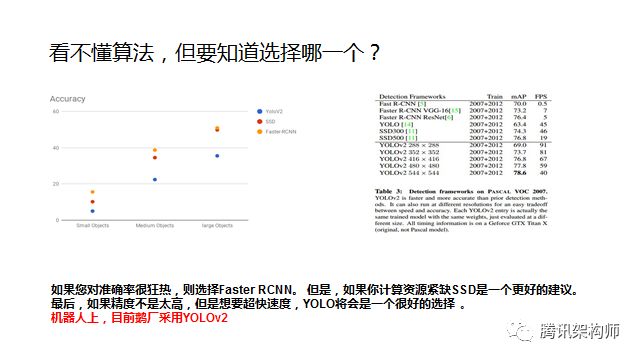 看不懂算法，但要知道选择哪一个？
Accuracy
60
40
20
0
Small Objects
Medium Objects
large Objects
YoloV2
SSD
Faster-RCNN
Detection Frameworks Train mAP FPS
Fast R-CNN [5] 2007+2012 70.0 0.5
Faster R-CNN VGG-16[15] 2007+2012 73.2 7
Faster R-CNN ResNet[6] 2007+2012 76.4 5
YOLO [14] 2007+2012 63.4 45
SSD300 [11] 2007+2012 74.3 46
SSD500 [11] 2007+2012 76.8 19
YOLOv2 288 × 288 2007+2012 69.0 91
YOLOv2 352 × 352 2007+2012 73.7 81
YOLOv2 416 × 416 2007+2012 76.8 67
YOLOv2 480 × 480 2007+2012 77.8 59
YOLOv2 544 × 544 2007+2012 78.6 40
Table 3: Detection frameworks on PASCAL VOC 2007.
YOLOv2 is faster and more accurate than prior detection meth-
ods. It can also run at different resolutions for an easy tradeoff
between speed and accuracy. Each YOLOv2 entry is actually the
same trained model with the same weights, just evaluated at a dif-
ferent size. All timing information is on a Geforce GTX Titan X
(original, not Pascal model).
如果您对准确率很狂热，则选择Faster RCNN。 但是，如果你计算资源紧缺SSD是一个更好的建议。
最后，如果精度不是太高，但是想要超快速度，YOLO将会是一个很好的选择 。
机器人上，目前鹅厂采用YOLOv2
腾讯架构师